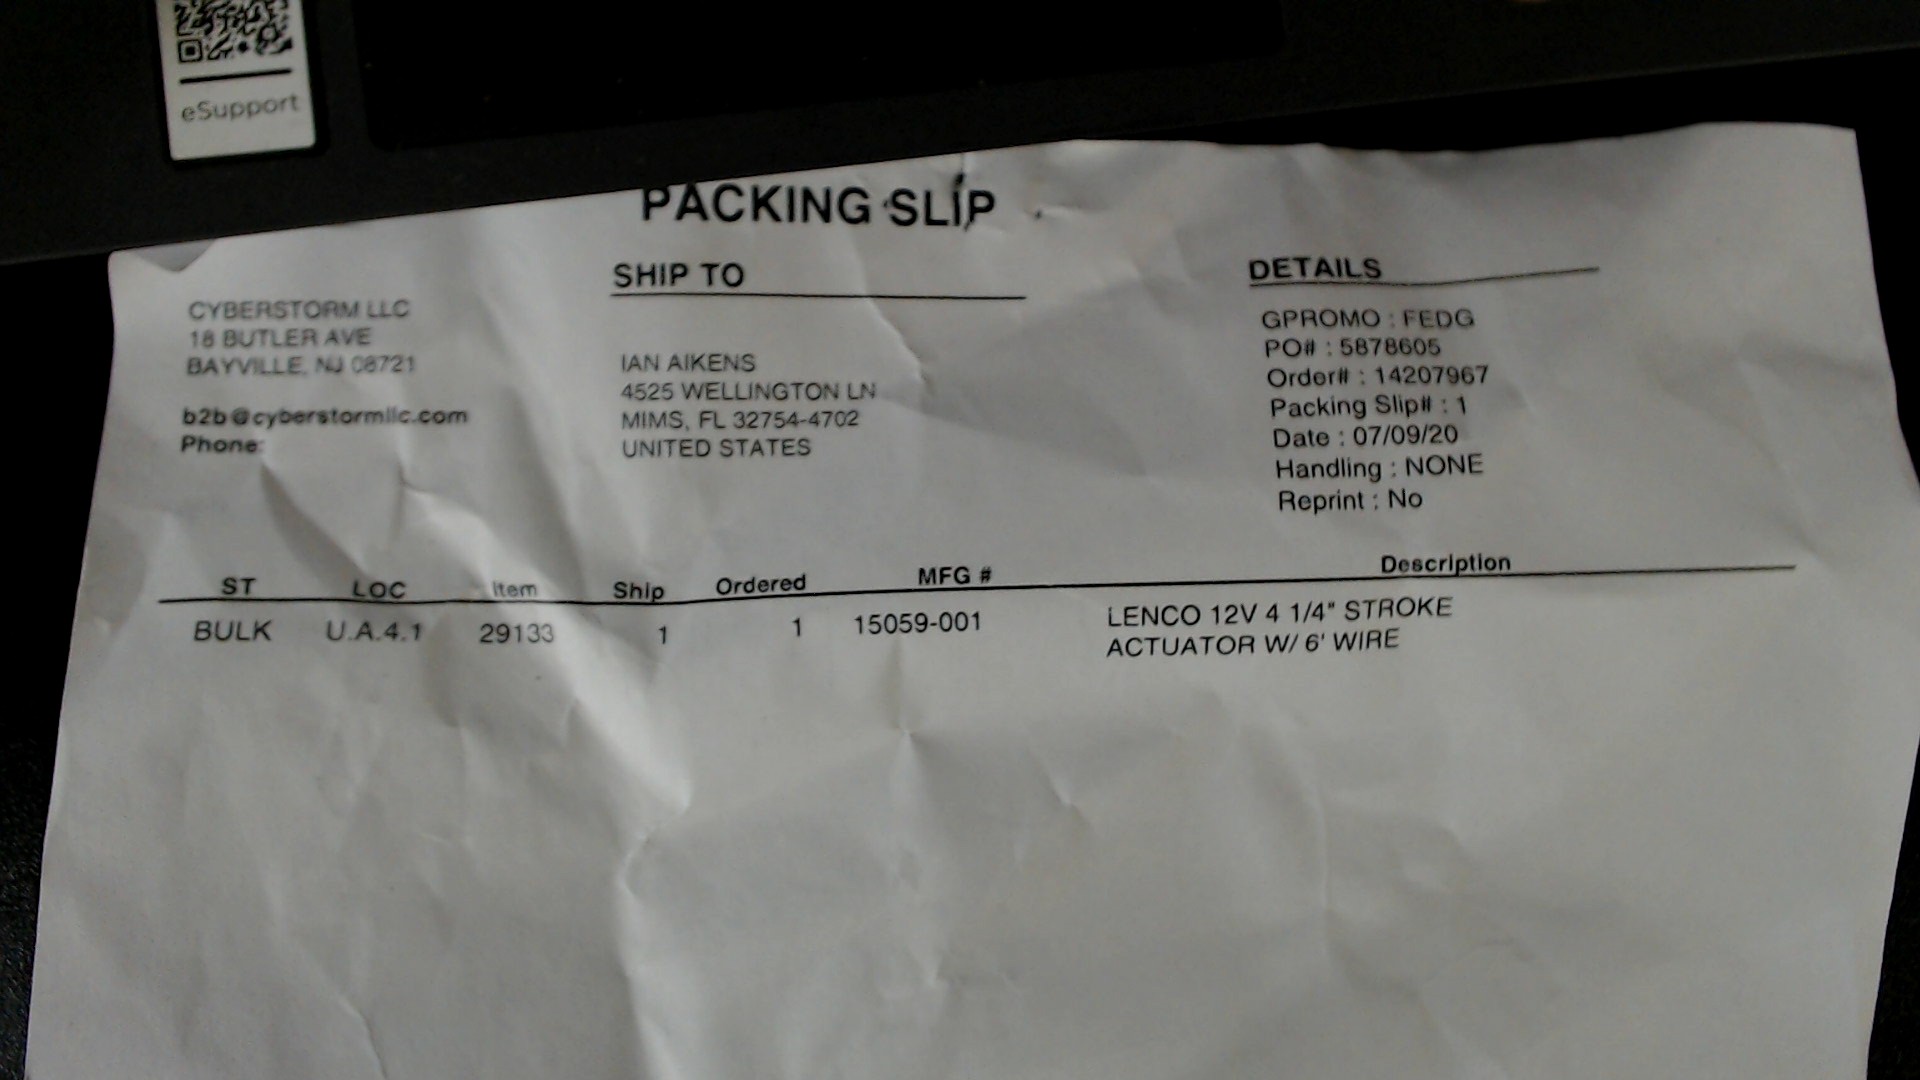 eSupport
PACKING SLIP
CYBERSTORM LLC
18 BUTLER AVE
BAYVILLE, NJ 08721
b2b@cyberstormllc.com
Phone:
SHIP TO
IAN AIKENS
4525 WELLINGTON LN
MIMS, FL 32754-4702
UNITED STATES
DETAILS
GPROMO : FEDG
PO# : 5878605
Order# : 14207967
Packing Slip# : 1
Date : 07/09/20
Handling : NONE
Reprint : No
ST LOC Item Ship Ordered MFG # Description
BULK U.A.4.1 29133 1 1 15059-001 LENCO 12V 4 1/4" STROKE
ACTUATOR W/ 6' WIRE